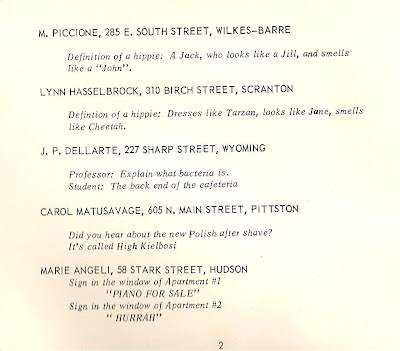 M. PICCIONE, 285 E. SOUTH STREET, WILKES-BARRE
Definition of a hippie: A Jack, who looks like a Jill, and smells
like a "John".
LYNN HASSELBROCK, 310 BIRCH STREET, SCRANTON
Defintion of a hippie: Dresses like Tarzan, looks like Jane, smells
like Cheetah.
J. P. DELLARTE, 227 SHARP STREET, WYOMING
Professor: Explain what bacteria is.
Student: The back end of the cafeteria
CAROL MATUSAVAGE, 605 N. MAIN STREET, PITTSTON
Did you hear about the new Polish after shave?
It's called High Kielbosi
MARIE ANGELI, 58 STARK STREET, HUDSON
Sign in the window of Apartment #1
"PIANO FOR SALE"
Sign in the window of Apartment #2
" HURRAH"
2